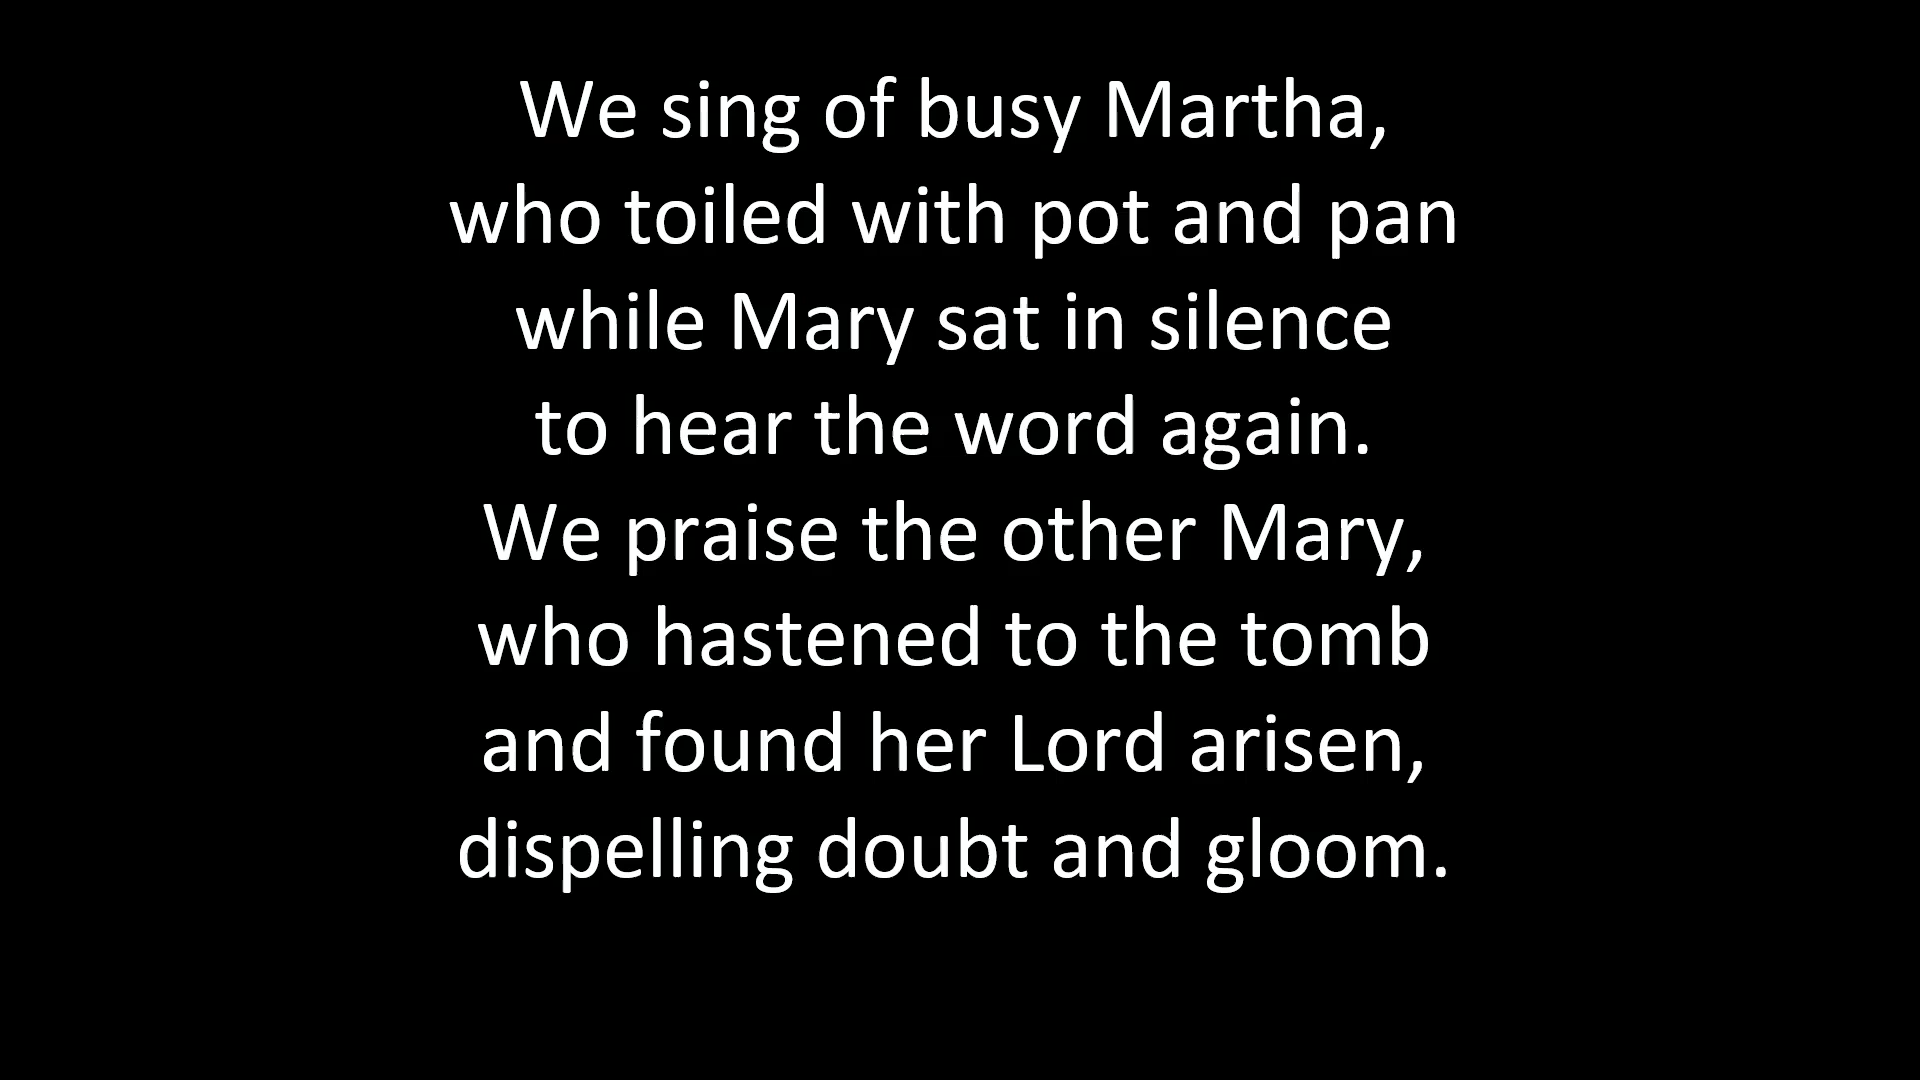 We sing of busy Martha,
who toiled with pot and pan
while Mary sat in silence
to hear the word again.
We praise the other Mary,
who hastened to the tomb
and found her Lord arisen,
dispelling doubt and gloom.